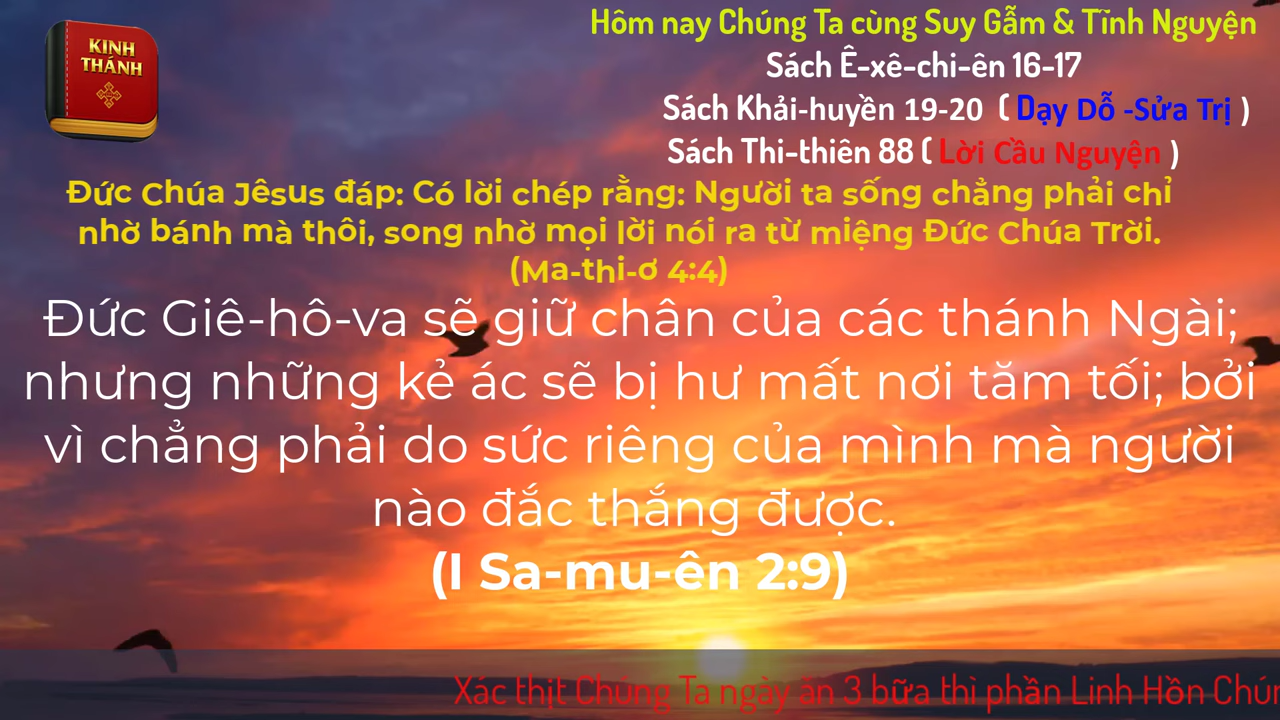 KINH
THÁNH
Hôm nay Chúng Ta cùng Suy Gẫm & Tĩnh Nguyện
Sách Ê-xê-chi-ên 16-17
Sách Khải-huyền 19-20 ( Dạy Dỗ -Sửa Trị )
Sách Thi-thiên 88 ( Lời Cầu Nguyện )
Đức Chúa Jêsus đáp: Có lời chép rằng: Người ta sống chẳng phải chỉ
nhờ bánh mà thôi, song nhờ mọi lời nói ra từ miệng Đức Chúa Trời.
(Ma-thi-ơ 4:4)
Đức Giê-hô-va sẽ giữ chân của các thánh Ngài;
nhưng những kẻ ác sẽ bị hư mất nơi tăm tối; bởi
vì chẳng phải do sức riêng của mình mà người
nào đắc thắng được.
(I Sa-mu-ên 2:9)
Xác thịt Chúng Ta ngày ăn 3 bữa thì phần Linh Hồn